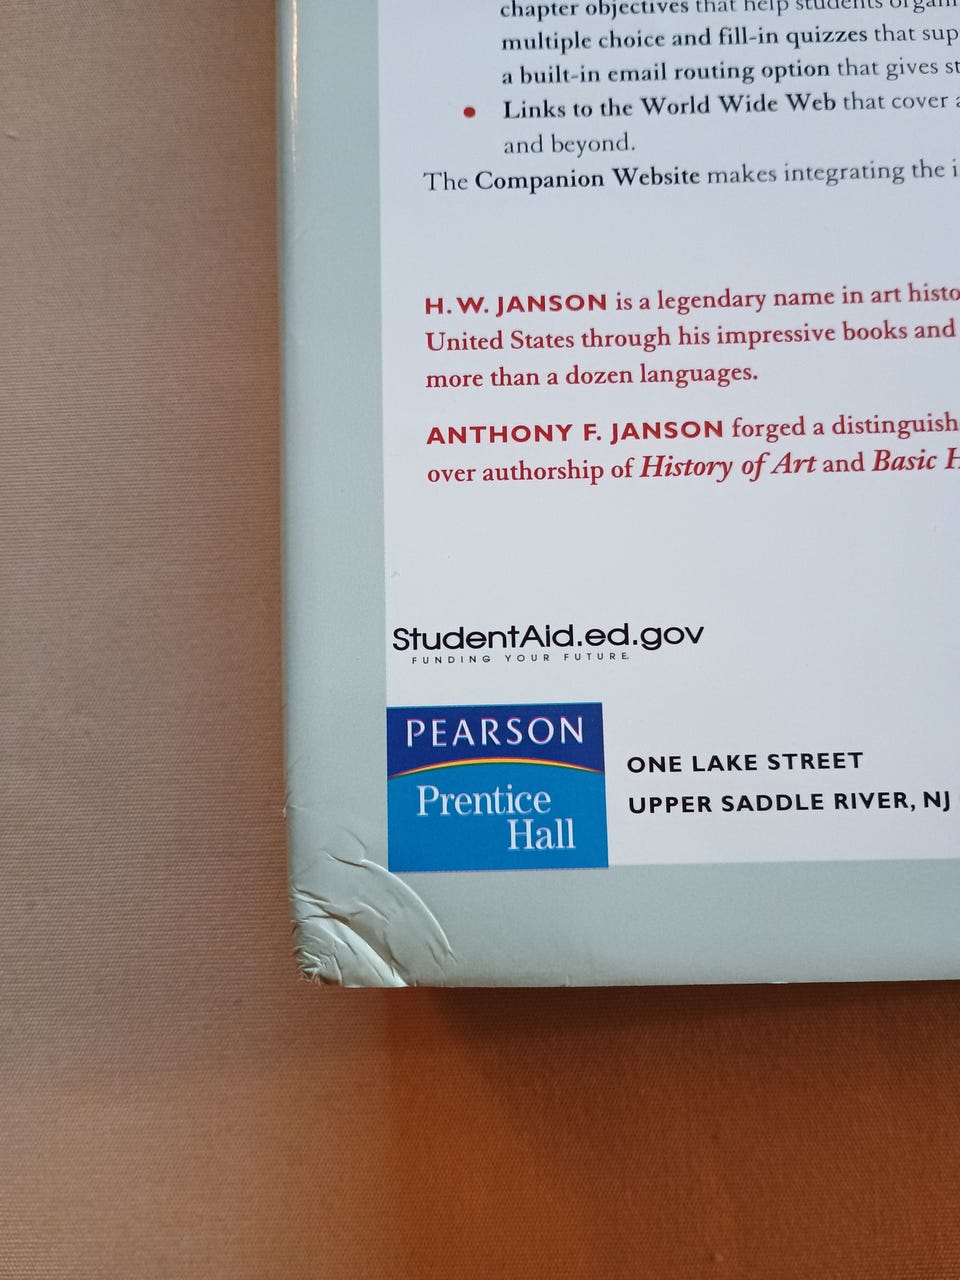 chapter objectives that help students
multiple choice and fill-in quizzes that
a built-in email routing option that gives
• Links to the World Wide Web that cover
and beyond.
The Companion Website makes integrating the
H. W. JANSON is a legendary name in art
United States through his impressive books and
more than a dozen languages.
ANTHONY F. JANSON forged a
over authorship of History of Art and Basic
StudentAid.ed.gov
FUNDING YOUR FUTURE.
PEARSON
Prentice
Hall
ONE LAKE STREET
UPPER SADDLE RIVER, NJ